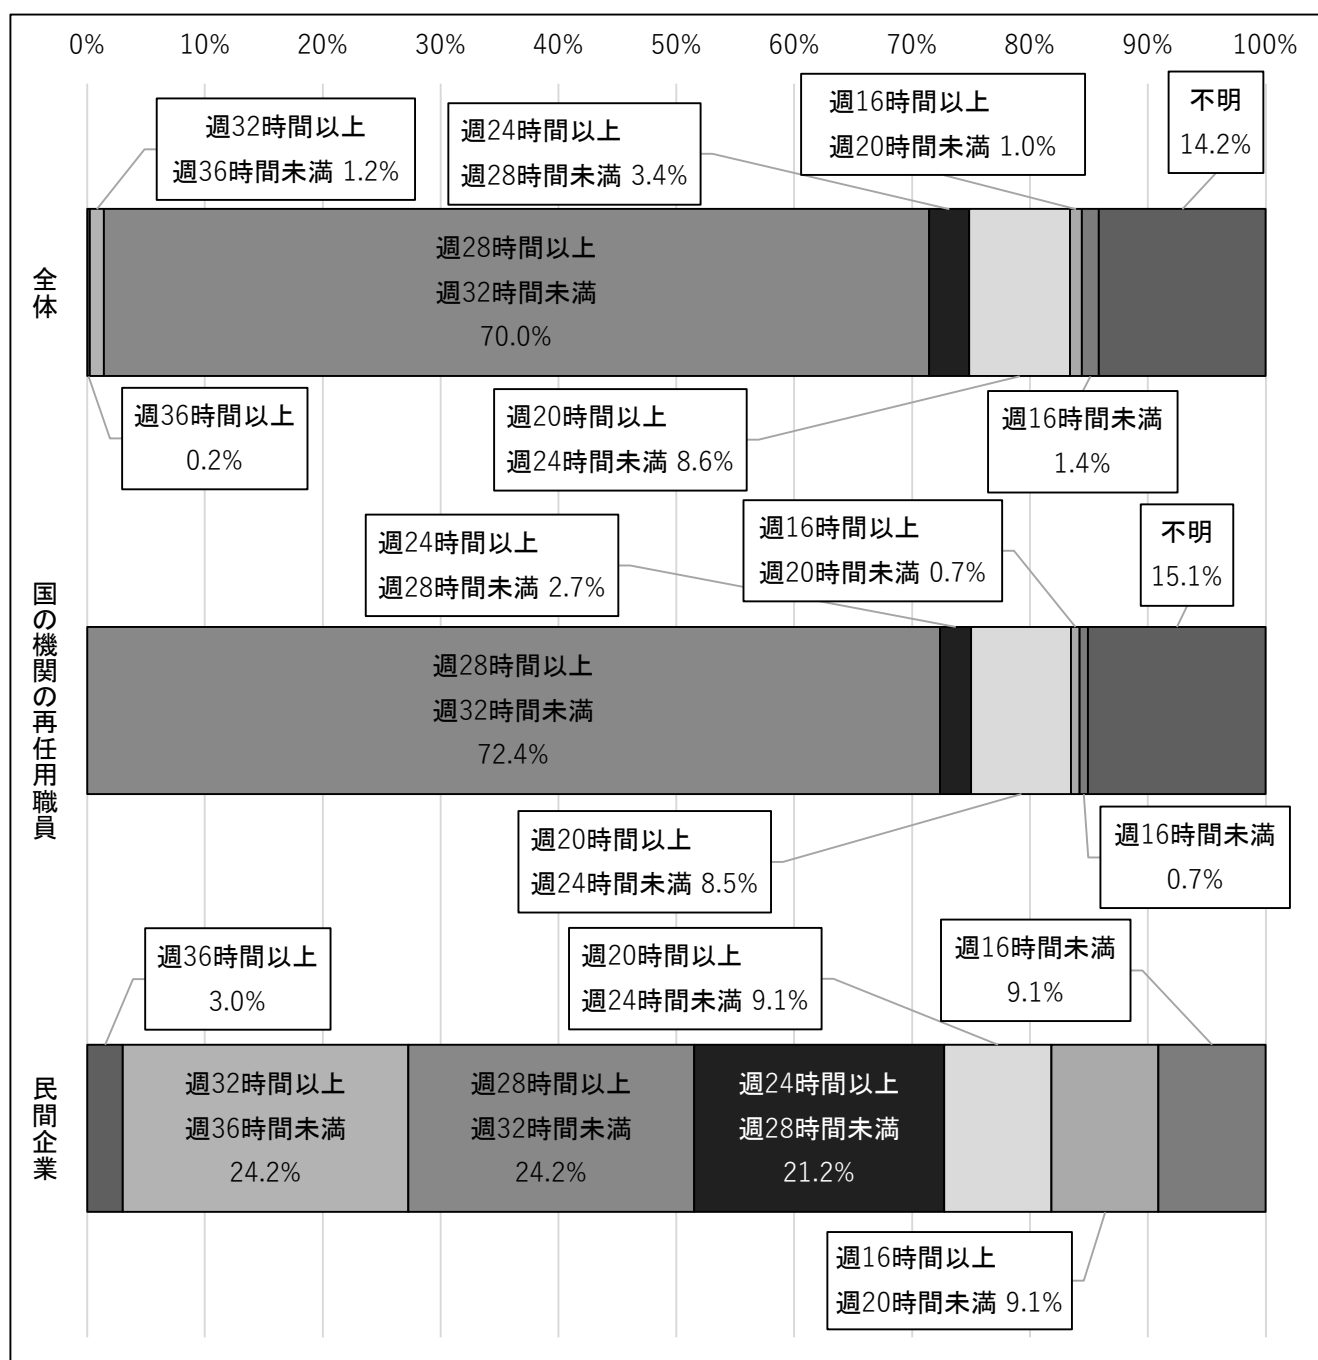 0% 10% 20% 30% 40% 50% 60% 70% 80% 90% 100%
週32時間以上
週36時間未満 1.2%
週24時間以上
週28時間未満 3.4%
週16時間以上
週20時間未満 1.0%
不明
14.2%
全体
週28時間以上
週32時間未満
70.0%
週36時間以上
0.2%
週20時間以上
週24時間未満 8.6%
週16時間未満
1.4%
週24時間以上
週28時間未満 2.7%
週16時間以上
週20時間未満 0.7%
不明
15.1%
国の機関の再任用職員
週28時間以上
週32時間未満
72.4%
週20時間以上
週24時間未満 8.5%
週16時間未満
0.7%
週36時間以上
3.0%
週20時間以上
週24時間未満 9.1%
週16時間未満
9.1%
民間企業
週32時間以上
週36時間未満
24.2%
週28時間以上
週32時間未満
24.2%
週24時間以上
週28時間未満
21.2%
週16時間以上
週20時間未満 9.1%